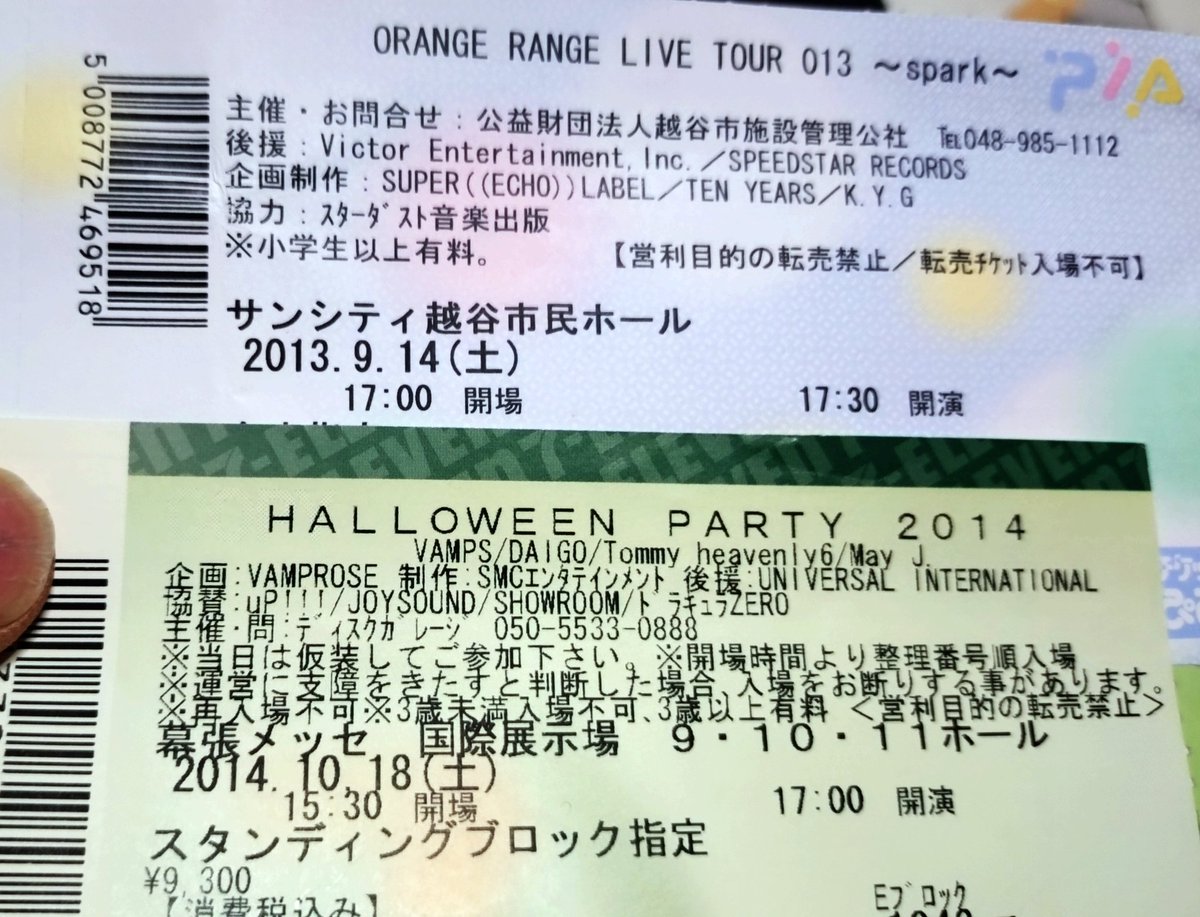 ORANGE RANGE LIVE TOUR 013 ～spark～
PIA
主催・お問合せ：公益財団法人越谷市施設管理公社 ℡048-985-1112
後援：Victor Entertainment,Inc.／SPEEDSTAR RECORDS
企画制作：SUPER((ECHO))LABEL／TEN YEARS／K.Y.G
協力：ｽﾀｰﾀﾞｽﾄ音楽出版
※小学生以上有料。 【営利目的の転売禁止／転売ﾁｹｯﾄ入場不可】
サンシティ越谷市民ホール
2013.9.14(土)
17:00 開場 17:30 開演
5008772469518
7-ELEVEN 7-ELEVEN 7-ELEVEN
HALLOWEEN PARTY 2014
VAMPS/DAIGO/Tommy heavenly6/May J.
企画:VAMPROSE 制作:SMCｴﾝﾀﾃｲﾝﾒﾝﾄ 後援:UNIVERSAL INTERNATIONAL
協賛:uP!!!/JOYSOUND/SHOWROOM/ﾄﾞﾗｷｭﾗZERO
主催・問:ﾃﾞｨｽｸｶﾞﾚｰｼﾞ 050-5533-0888
※当日は仮装してご参加下さい。※開場時間より整理番号順入場
※運営に支障をきたすと判断した場合、入場をお断りする事があります。
※再入場不可※3歳未満入場不可、3歳以上有料 <営利目的の転売禁止>
幕張メッセ 国際展示場 9・10・11ホール
2014.10.18(土)
15:30 開場 17:00 開演
スタンディングブロック指定
¥9,300
【消費税込み】
Eﾌﾞﾛｯｸ